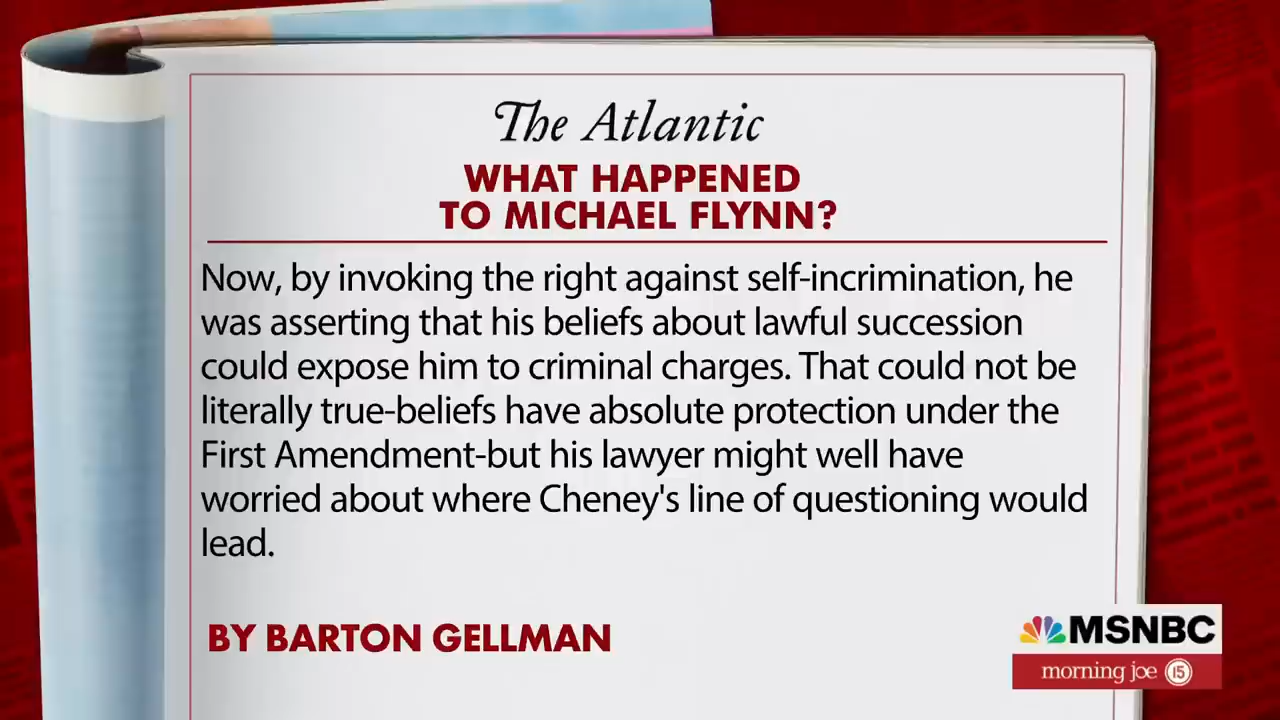 The Atlantic
WHAT HAPPENED
TO MICHAEL FLYNN?
Now, by invoking the right against self-incrimination, he
was asserting that his beliefs about lawful succession
could expose him to criminal charges. That could not be
literally true-beliefs have absolute protection under the
First Amendment-but his lawyer might well have
worried about where Cheney's line of questioning would
lead.
BY BARTON GELLMAN
MSNBC
morning joe 15